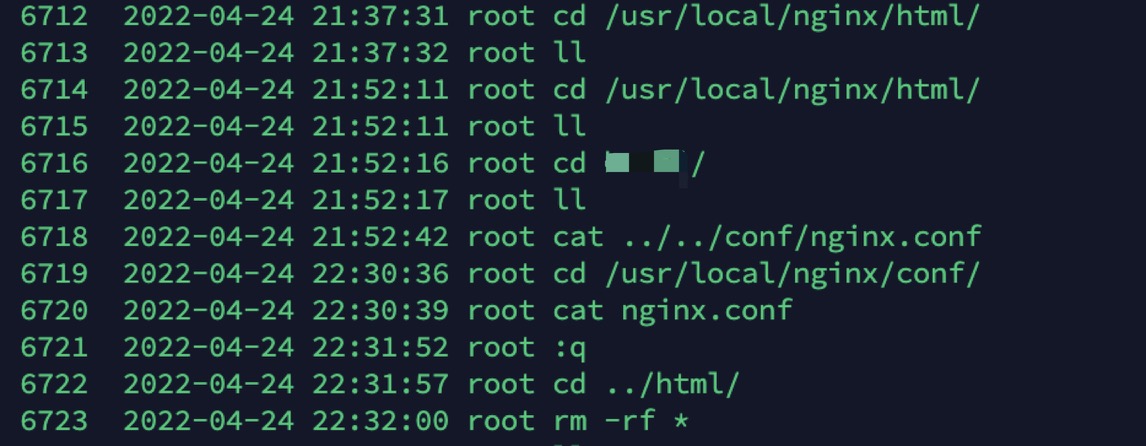 6712 2022-04-24 21:37:31 root cd /usr/local/nginx/html/
6713 2022-04-24 21:37:32 root ll
6714 2022-04-24 21:52:11 root cd /usr/local/nginx/html/
6715 2022-04-24 21:52:11 root ll
6716 2022-04-24 21:52:16 root cd /
6717 2022-04-24 21:52:17 root ll
6718 2022-04-24 21:52:42 root cat ../../conf/nginx.conf
6719 2022-04-24 22:30:36 root cd /usr/local/nginx/conf/
6720 2022-04-24 22:30:39 root cat nginx.conf
6721 2022-04-24 22:31:52 root :q
6722 2022-04-24 22:31:57 root cd ../html/
6723 2022-04-24 22:32:00 root rm -rf *